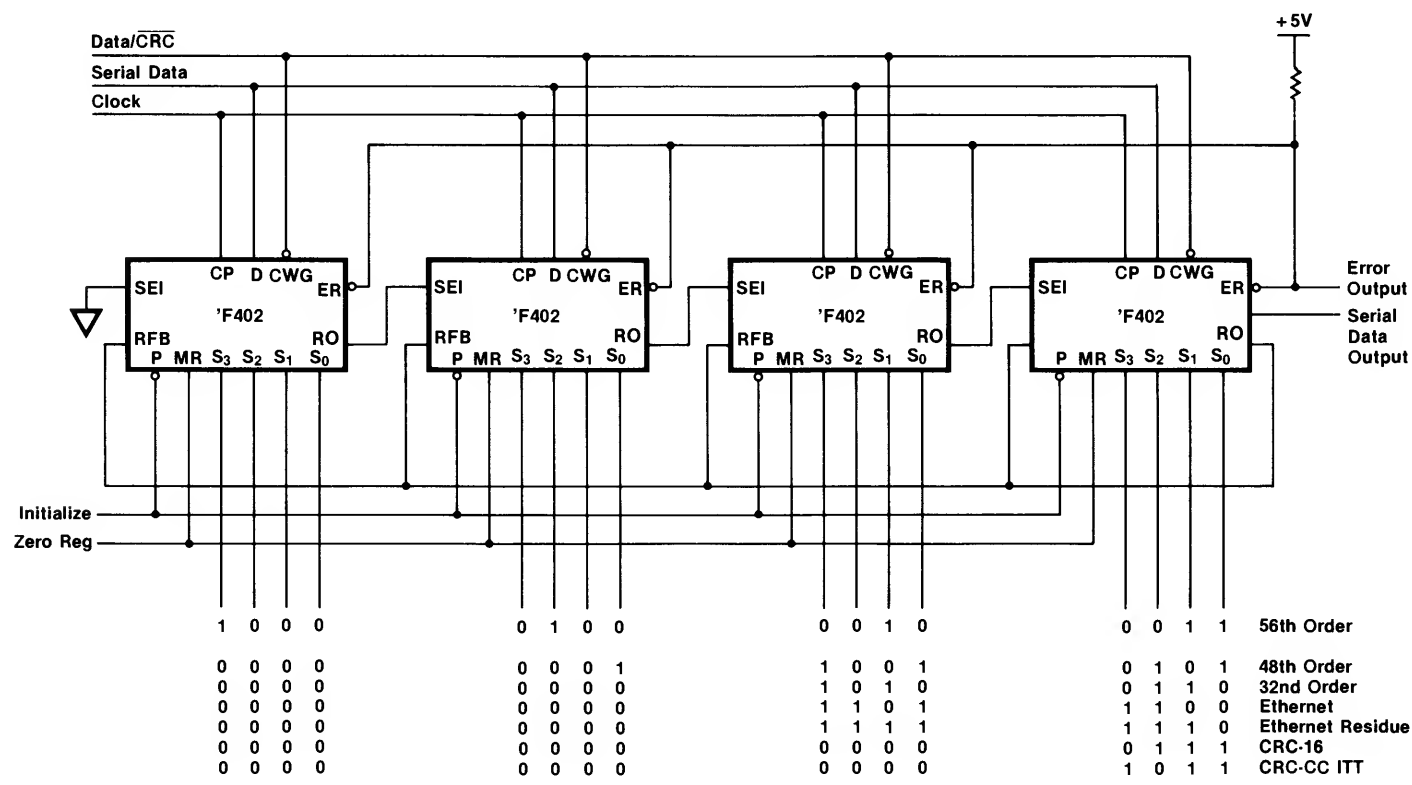 +5V
Data/CRC
Serial Data
Clock
CP D CWG
SEI ER
'F402
RFB RO
P MR S3 S2 S1 S0
CP D CWG
SEI ER
'F402
RFB RO
P MR S3 S2 S1 S0
CP D CWG
SEI ER
'F402
RFB RO
P MR S3 S2 S1 S0
CP D CWG
SEI ER
'F402
RFB RO
P MR S3 S2 S1 S0
Error
Output
Serial
Data
Output
Initialize
Zero Reg
1 0 0 0 0 1 0 0 0 0 1 0 0 0 1 1 56th Order
0 0 0 0 0 0 0 1 1 0 0 1 0 1 0 1 48th Order
0 0 0 0 0 0 0 0 1 0 1 0 0 1 1 0 32nd Order
0 0 0 0 0 0 0 0 1 1 0 1 1 1 0 0 Ethernet
0 0 0 0 0 0 0 0 1 1 1 1 1 1 1 0 Ethernet Residue
0 0 0 0 0 0 0 0 0 0 0 0 0 1 1 1 CRC-16
0 0 0 0 0 0 0 0 0 0 0 0 1 0 1 1 CRC-CC ITT